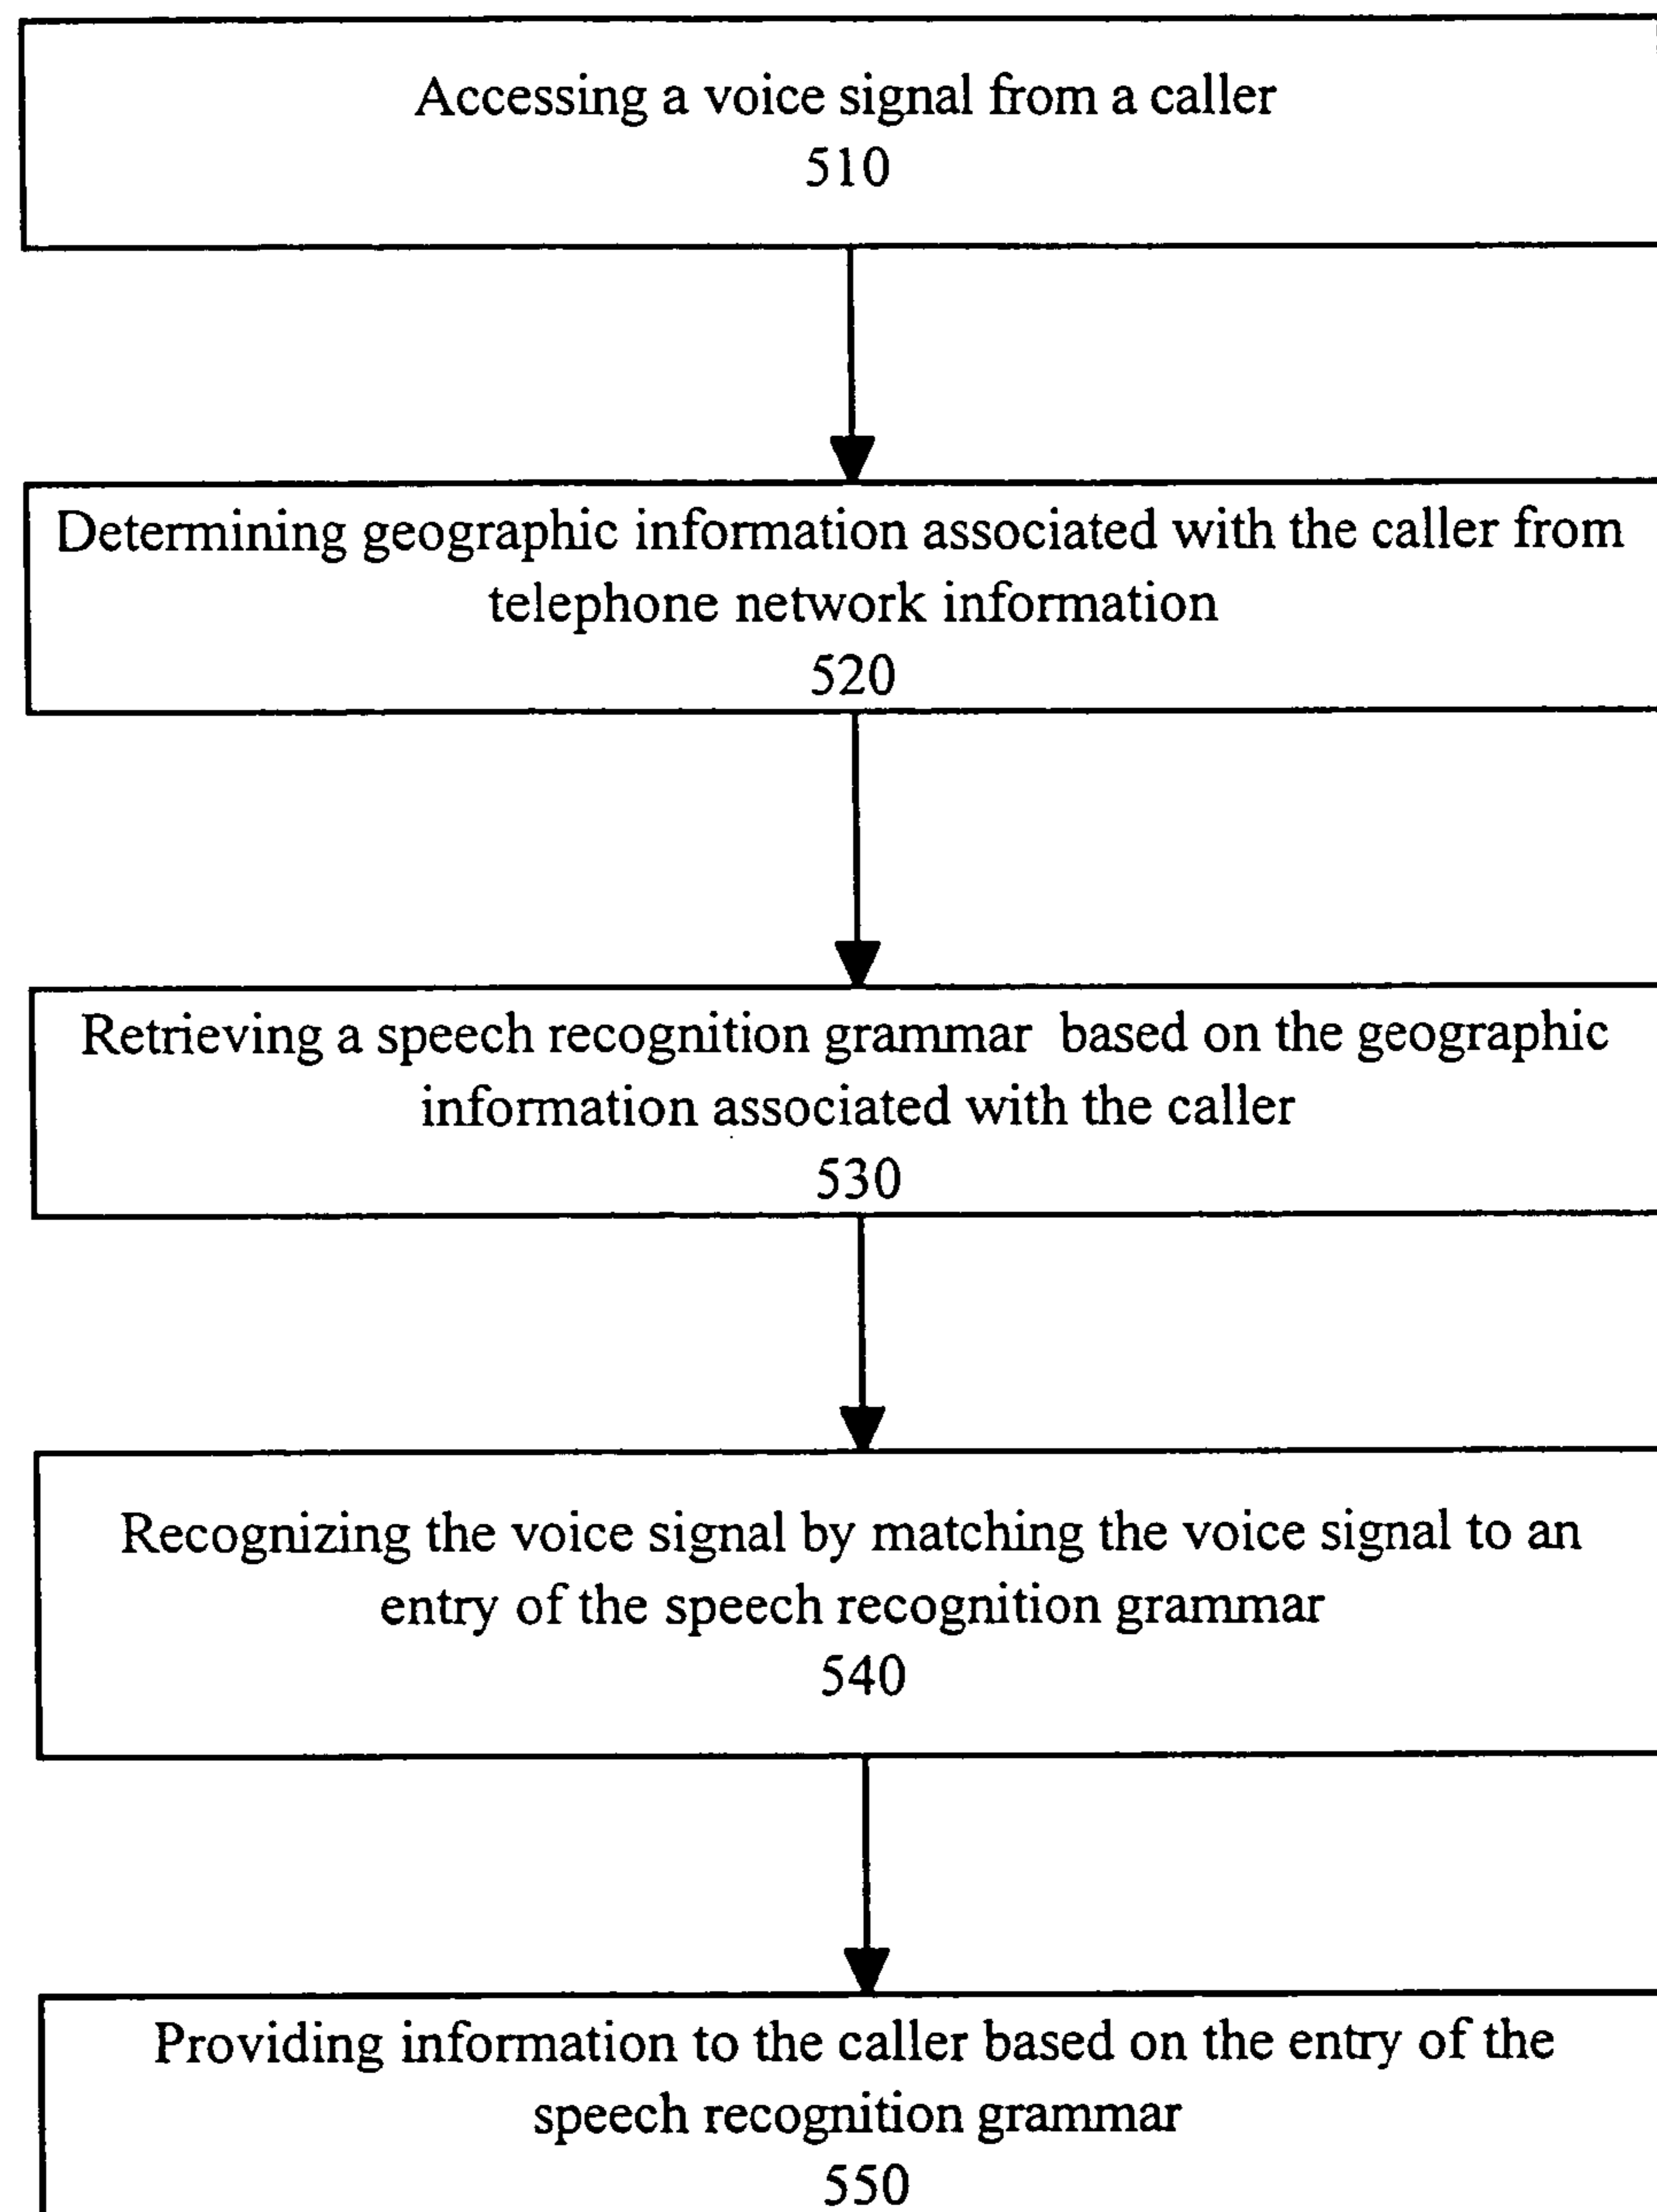 Accessing a voice signal from a caller
510
Determining geographic information associated with the caller from
telephone network information
520
Retrieving a speech recognition grammar based on the geographic
information associated with the caller
530
Recognizing the voice signal by matching the voice signal to an
entry of the speech recognition grammar
540
Providing information to the caller based on the entry of the
speech recognition grammar
550